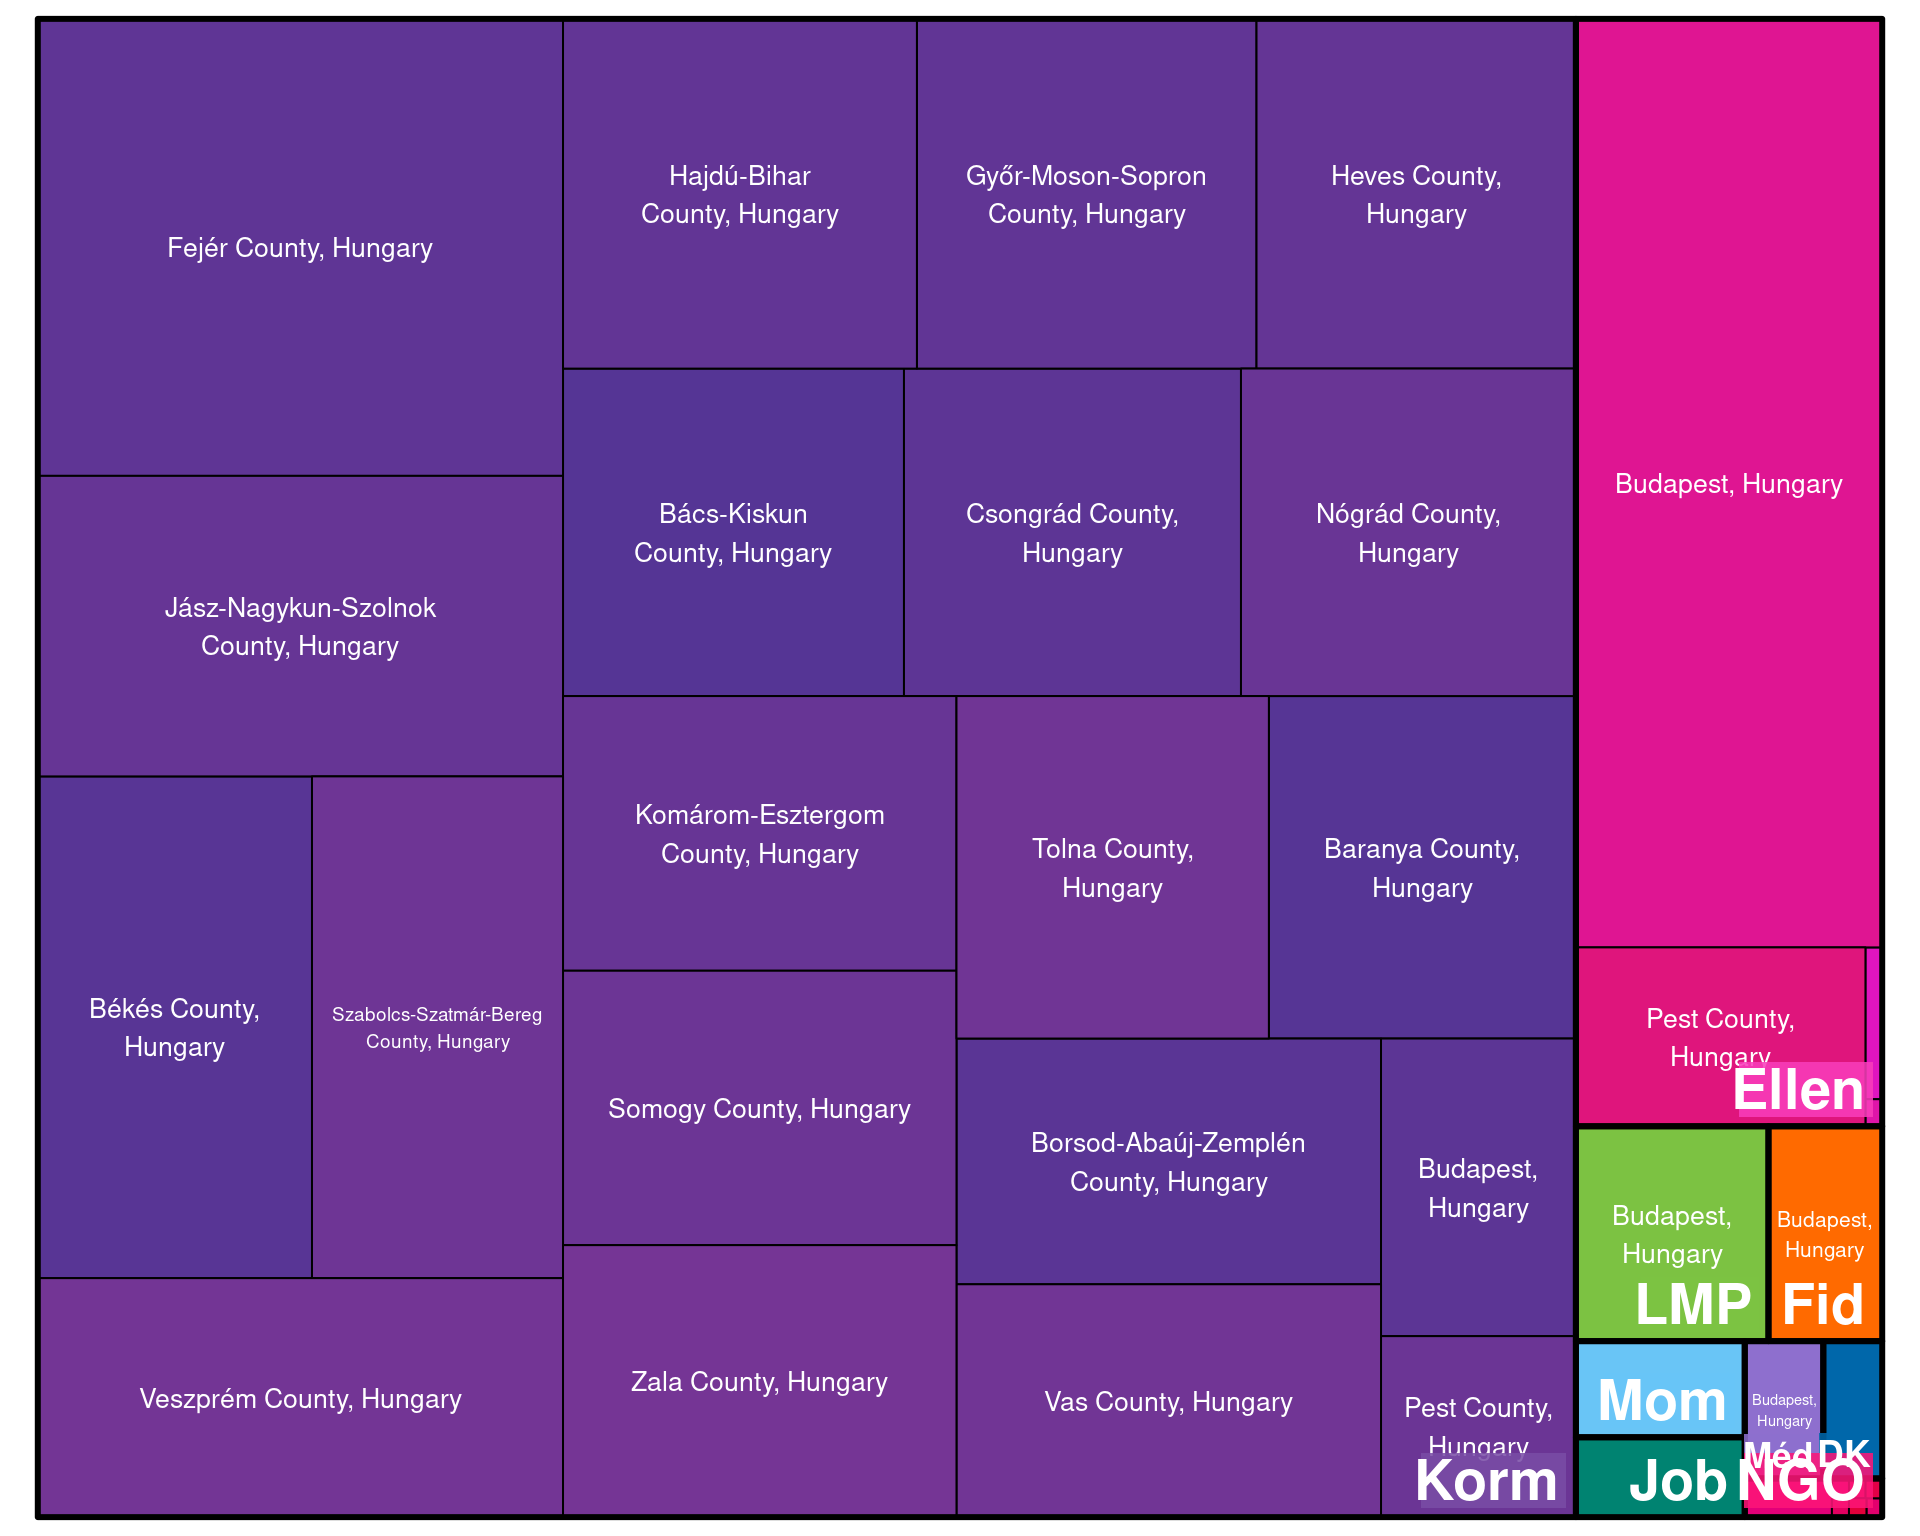 Fejér County, Hungary
Hajdú-Bihar
County, Hungary
Győr-Moson-Sopron
County, Hungary
Heves County,
Hungary
Budapest, Hungary
Bács-Kiskun
County, Hungary
Csongrád County,
Hungary
Nógrád County,
Hungary
Jász-Nagykun-Szolnok
County, Hungary
Komárom-Esztergom
County, Hungary
Tolna County,
Hungary
Baranya County,
Hungary
Békés County,
Hungary
Szabolcs-Szatmár-Bereg
County, Hungary
Pest County,
Hungary
Ellen
Somogy County, Hungary
Borsod-Abaúj-Zemplén
County, Hungary
Budapest,
Hungary
Budapest,
Hungary
LMP
Budapest,
Hungary
Fid
Veszprém County, Hungary
Zala County, Hungary
Vas County, Hungary
Pest County,
Hungary
Korm
Mom
Budapest,
Hungary
Méd
DK
Job
NGO